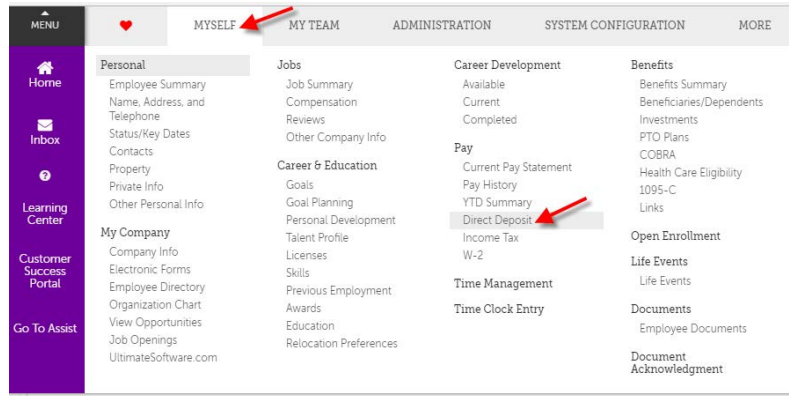 MENU
MYSELF
MY TEAM
ADMINISTRATION
SYSTEM CONFIGURATION
MORE
Home
Inbox
Learning
Center
Customer
Success
Portal
Go To Assist
Personal
Employee Summary
Name, Address, and
Telephone
Status/Key Dates
Contacts
Property
Private Info
Other Personal Info
My Company
Company Info
Electronic Forms
Employee Directory
Organization Chart
View Opportunities
Job Openings
UltimateSoftware.com
Jobs
Job Summary
Compensation
Reviews
Other Company Info
Career & Education
Goals
Goal Planning
Personal Development
Talent Profile
Licenses
Skills
Previous Employment
Awards
Education
Relocation Preferences
Career Development
Available
Current
Completed
Pay
Current Pay Statement
Pay History
YTD Summary
Direct Deposit
Income Tax
W-2
Time Management
Time Clock Entry
Benefits
Benefits Summary
Beneficiaries/Dependents
Investments
PTO Plans
COBRA
Health Care Eligibility
1095-C
Links
Open Enrollment
Life Events
Life Events
Documents
Employee Documents
Document
Acknowledgment